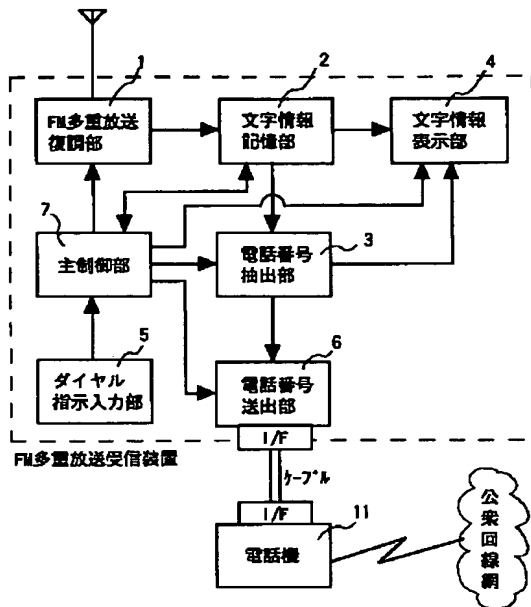 1
2
4
FM多重放送
復調部
文字情報
記憶部
文字情報
表示部
7
3
主制御部
電話番号
抽出部
5
6
ダイヤル
指示入力部
電話番号
送出部
I/F
FM多重放送受信装置
ケーブル
I/F
11
電話機
公衆回線網